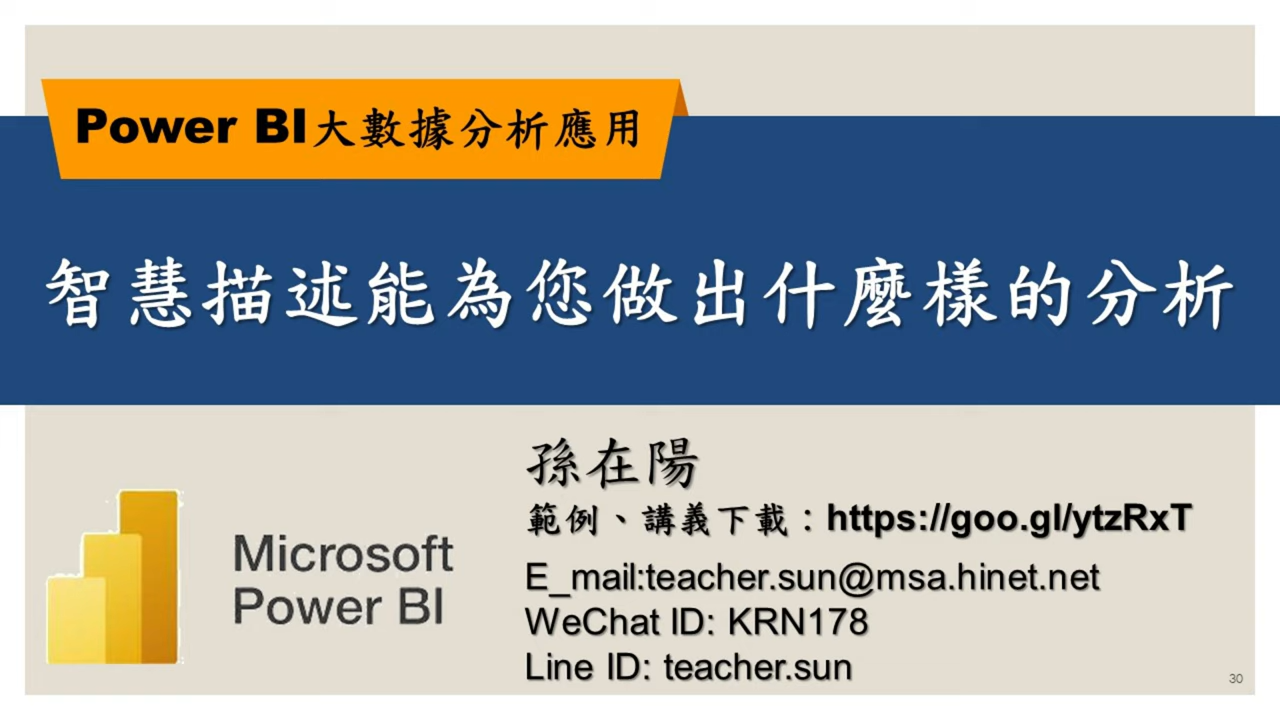 Power BI大數據分析應用
智慧描述能為您做出什麼樣的分析
孫在陽
範例、講義下載：https://goo.gl/ytzRxT
E_mail:teacher.sun@msa.hinet.net
WeChat ID: KRN178
Line ID: teacher.sun
Microsoft
Power BI
30